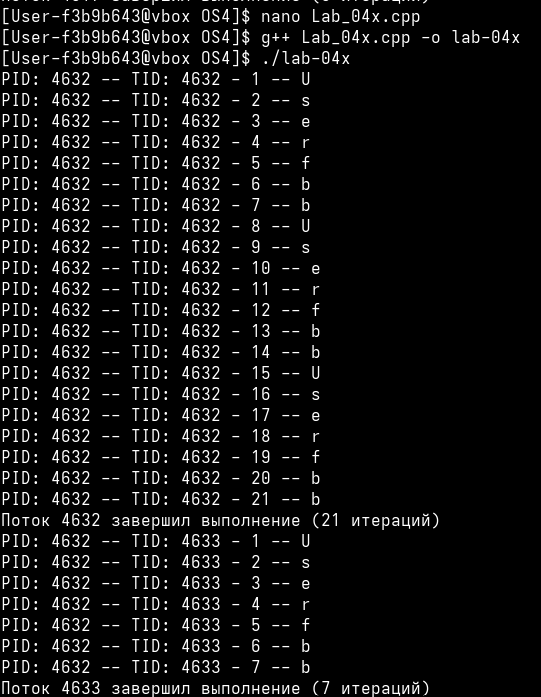 [User-f3b9b643@vbox OS4]$ nano Lab_04x.cpp
[User-f3b9b643@vbox OS4]$ g++ Lab_04x.cpp -o lab-04x
[User-f3b9b643@vbox OS4]$ ./lab-04x
PID: 4632 -- TID: 4632 - 1 -- U
PID: 4632 -- TID: 4632 - 2 -- s
PID: 4632 -- TID: 4632 - 3 -- e
PID: 4632 -- TID: 4632 - 4 -- r
PID: 4632 -- TID: 4632 - 5 -- f
PID: 4632 -- TID: 4632 - 6 -- b
PID: 4632 -- TID: 4632 - 7 -- b
PID: 4632 -- TID: 4632 - 8 -- U
PID: 4632 -- TID: 4632 - 9 -- s
PID: 4632 -- TID: 4632 - 10 -- e
PID: 4632 -- TID: 4632 - 11 -- r
PID: 4632 -- TID: 4632 - 12 -- f
PID: 4632 -- TID: 4632 - 13 -- b
PID: 4632 -- TID: 4632 - 14 -- b
PID: 4632 -- TID: 4632 - 15 -- U
PID: 4632 -- TID: 4632 - 16 -- s
PID: 4632 -- TID: 4632 - 17 -- e
PID: 4632 -- TID: 4632 - 18 -- r
PID: 4632 -- TID: 4632 - 19 -- f
PID: 4632 -- TID: 4632 - 20 -- b
PID: 4632 -- TID: 4632 - 21 -- b
Поток 4632 завершил выполнение (21 итераций)
PID: 4632 -- TID: 4633 - 1 -- U
PID: 4632 -- TID: 4633 - 2 -- s
PID: 4632 -- TID: 4633 - 3 -- e
PID: 4632 -- TID: 4633 - 4 -- r
PID: 4632 -- TID: 4633 - 5 -- f
PID: 4632 -- TID: 4633 - 6 -- b
PID: 4632 -- TID: 4633 - 7 -- b
Поток 4633 завершил выполнение (7 итераций)